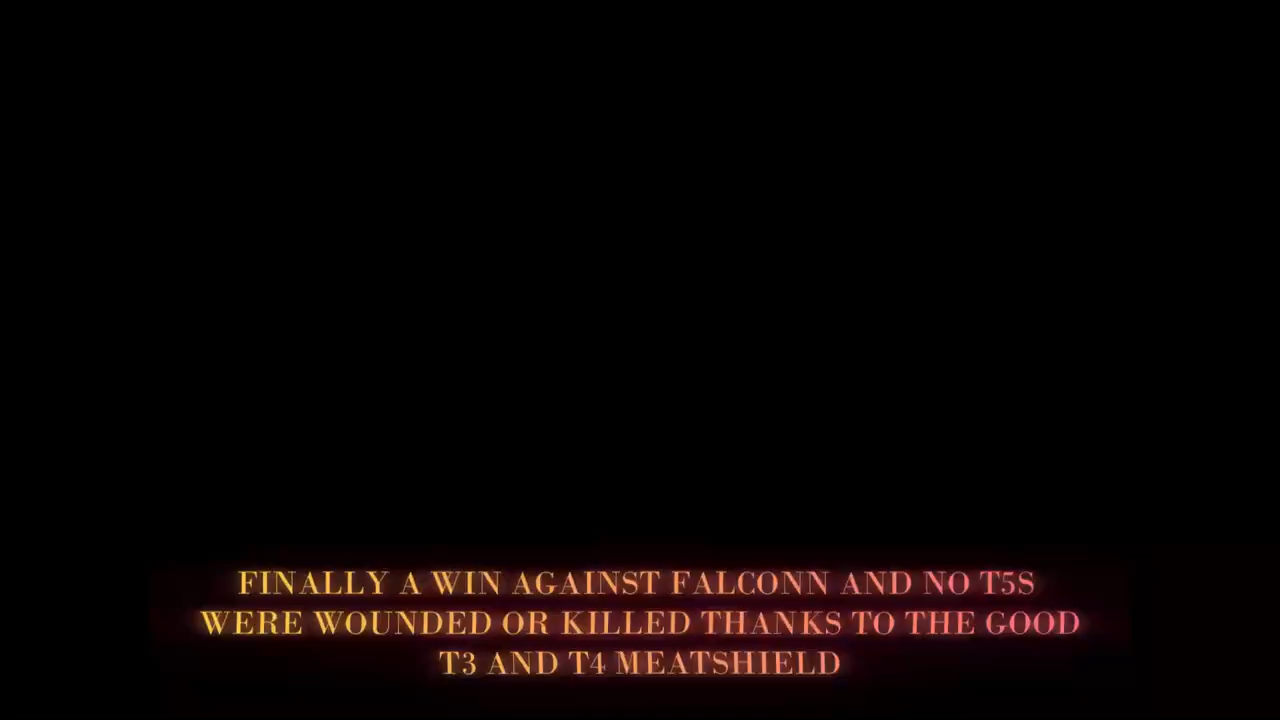 FINALLY A WIN AGAINST FALCONN AND NO T5S
WERE WOUNDED OR KILLED THANKS TO THE GOOD
T3 AND T4 MEATSHIELD